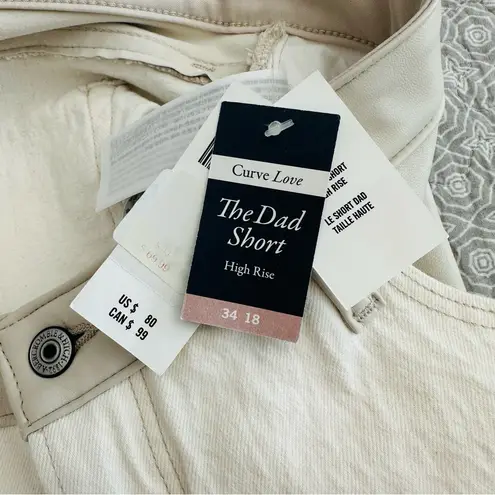 Curve Love
The Dad
Short
High Rise
34 18
SHORT
RISE
LE SHORT DAD
TAILLE HAUTE
US $ 80
CAN $ 99
ABERCROMBIE